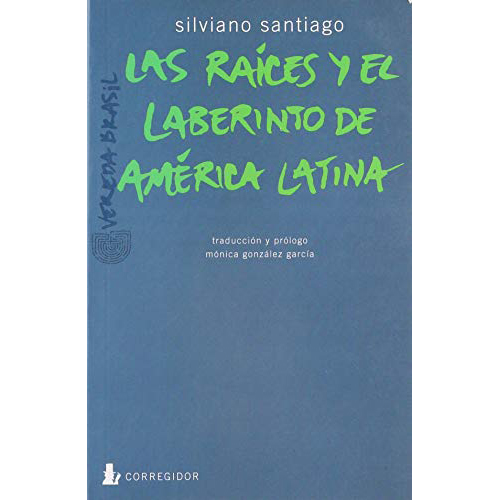 silviano santiago
LAS RAÍCES Y EL
LABERINTO DE
AMÉRICA LATINA
VEREDA BRASIL
traducción y prólogo
mónica gonzález garcía
CORREGIDOR